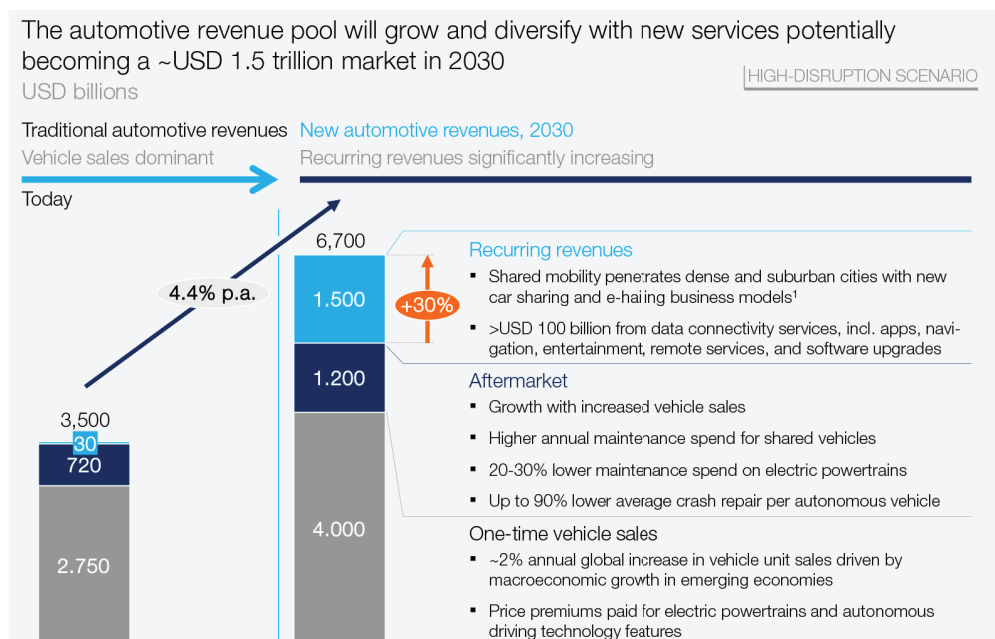 The automotive revenue pool will grow and diversify with new services potentially
becoming a ~USD 1.5 trillion market in 2030
USD billions
HIGH-DISRUPTION SCENARIO
Traditional automotive revenues
Vehicle sales dominant
New automotive revenues, 2030
Recurring revenues significantly increasing
Today
4.4% p.a.
3,500
30
720
2.750
6,700
1.500
+30%
1.200
4.000
Recurring revenues
▪ Shared mobility penetrates dense and suburban cities with new
car sharing and e-hailing business models¹
▪ >USD 100 billion from data connectivity services, incl. apps, navi-
gation, entertainment, remote services, and software upgrades
Aftermarket
▪ Growth with increased vehicle sales
▪ Higher annual maintenance spend for shared vehicles
▪ 20-30% lower maintenance spend on electric powertrains
▪ Up to 90% lower average crash repair per autonomous vehicle
One-time vehicle sales
▪ ~2% annual global increase in vehicle unit sales driven by
macroeconomic growth in emerging economies
▪ Price premiums paid for electric powertrains and autonomous
driving technology features